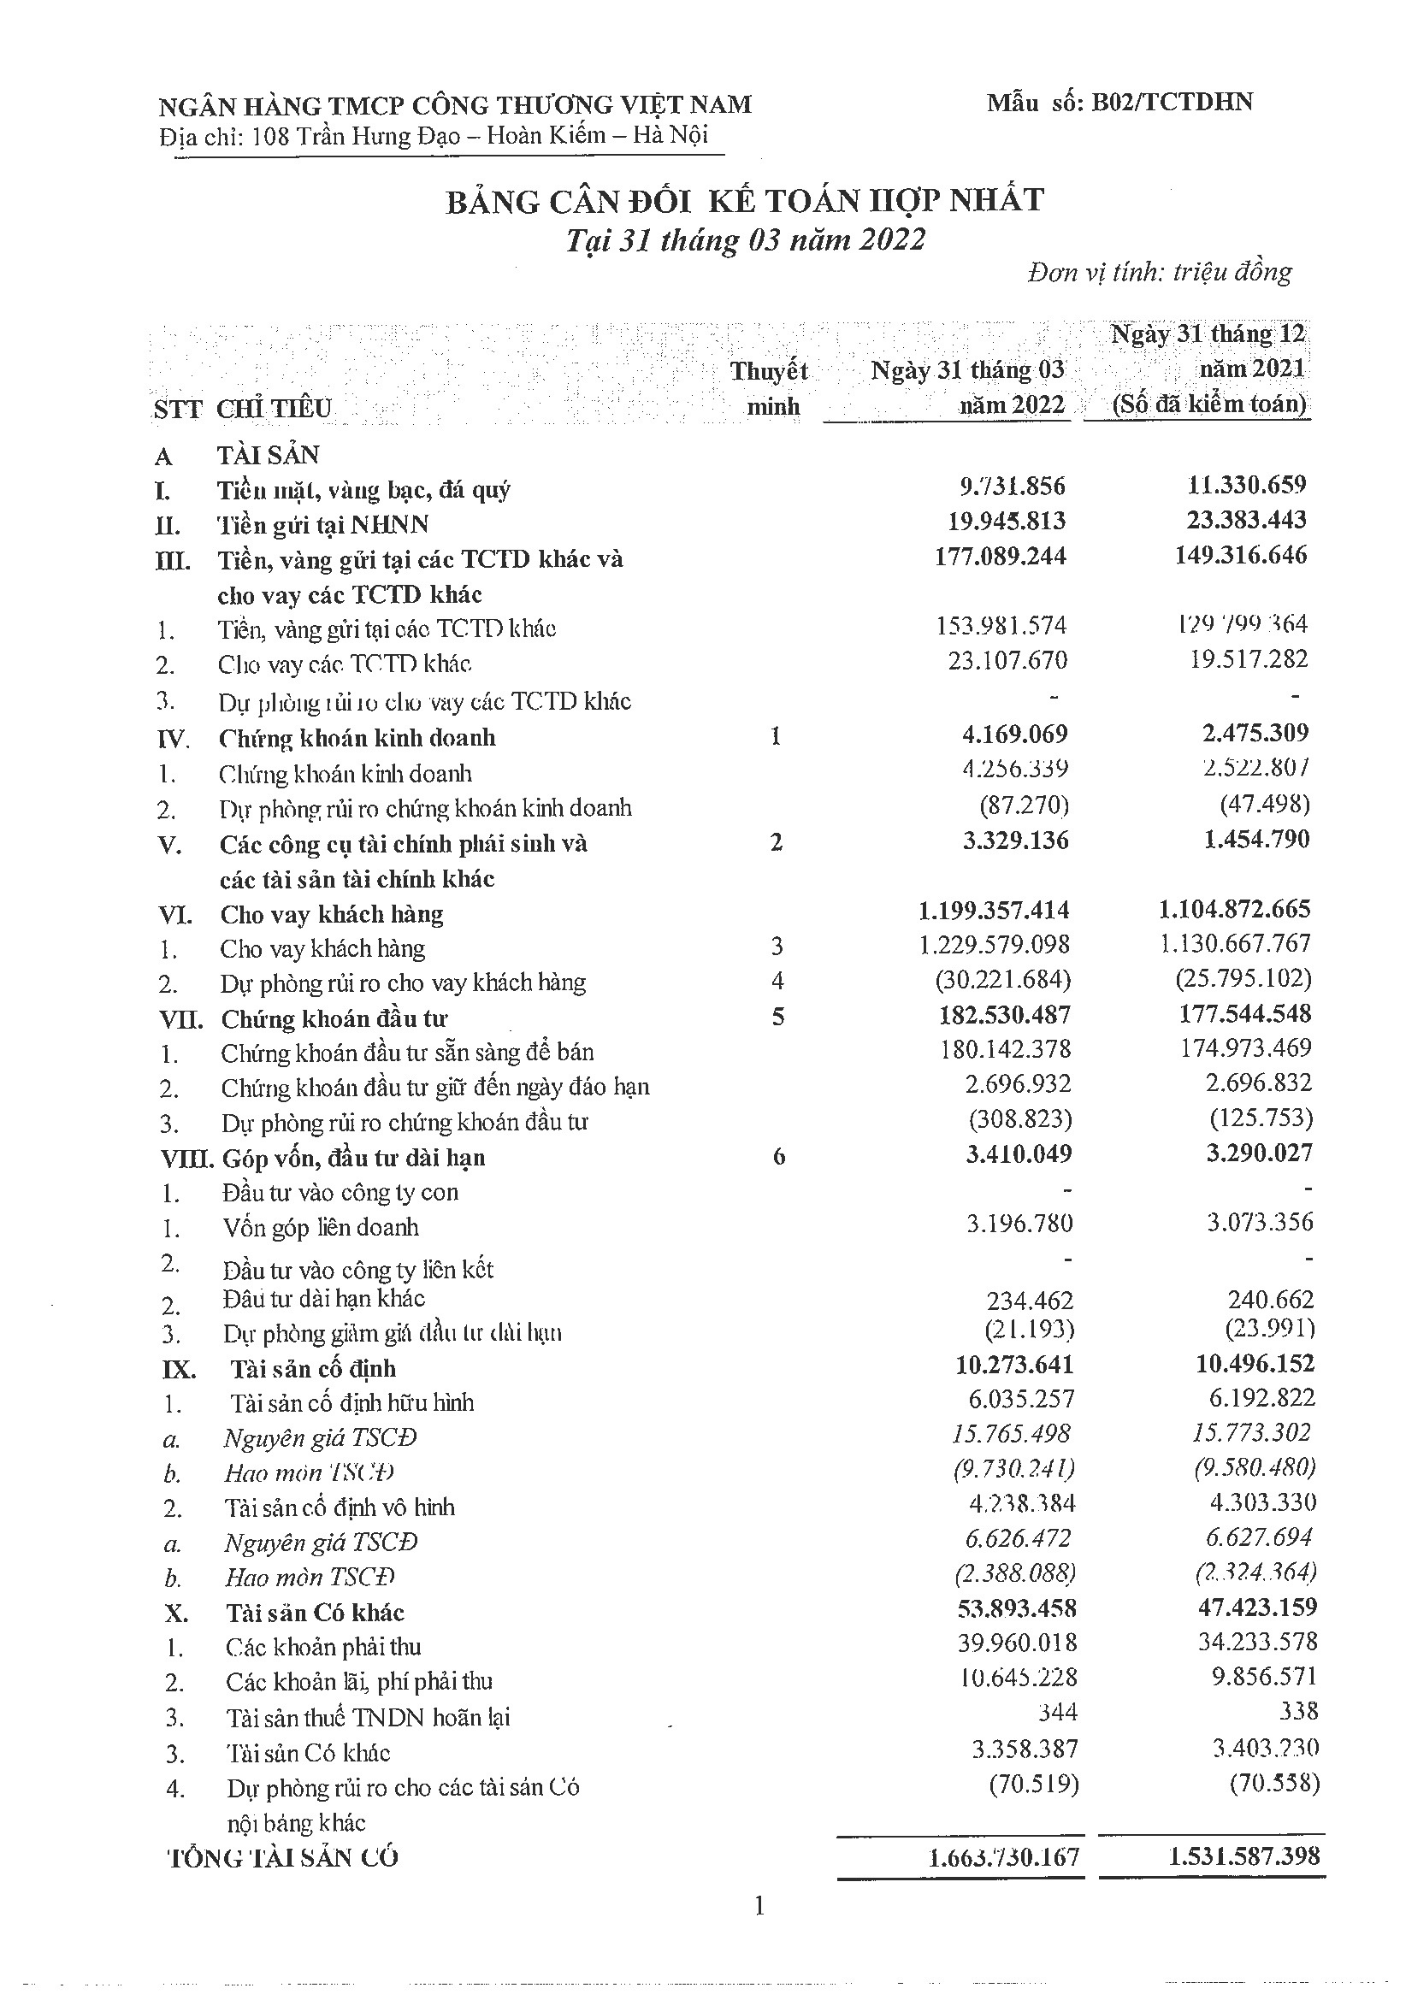 NGÂN HÀNG TMCP CÔNG THƯƠNG VIỆT NAM Mẫu số: B02/TCTDHN
Địa chỉ: 108 Trần Hưng Đạo – Hoàn Kiếm – Hà Nội
BẢNG CÂN ĐỐI KẾ TOÁN HỢP NHẤT
Tại 31 tháng 03 năm 2022
Đơn vị tính: triệu đồng
Ngày 31 tháng 12
Thuyết Ngày 31 tháng 03 năm 2021
STT CHỈ TIÊU minh năm 2022 (Số đã kiểm toán)
A TÀI SẢN
I. Tiền mặt, vàng bạc, đá quý 9.731.856 11.330.659
II. Tiền gửi tại NHNN 19.945.813 23.383.443
III. Tiền, vàng gửi tại các TCTD khác và 177.089.244 149.316.646
cho vay các TCTD khác
1. Tiền, vàng gửi tại các TCTD khác 153.981.574 129.799.364
2. Cho vay các TCTD khác 23.107.670 19.517.282
3. Dự phòng rủi ro cho vay các TCTD khác - -
IV. Chứng khoán kinh doanh 1 4.169.069 2.475.309
1. Chứng khoán kinh doanh 4.256.339 2.522.807
2. Dự phòng rủi ro chứng khoán kinh doanh (87.270) (47.498)
V. Các công cụ tài chính phái sinh và 2 3.329.136 1.454.790
các tài sản tài chính khác
VI. Cho vay khách hàng 1.199.357.414 1.104.872.665
1. Cho vay khách hàng 3 1.229.579.098 1.130.667.767
2. Dự phòng rủi ro cho vay khách hàng 4 (30.221.684) (25.795.102)
VII. Chứng khoán đầu tư 5 182.530.487 177.544.548
1. Chứng khoán đầu tư sẵn sàng để bán 180.142.378 174.973.469
2. Chứng khoán đầu tư giữ đến ngày đáo hạn 2.696.932 2.696.832
3. Dự phòng rủi ro chứng khoán đầu tư (308.823) (125.753)
VIII. Góp vốn, đầu tư dài hạn 6 3.410.049 3.290.027
1. Đầu tư vào công ty con - -
1. Vốn góp liên doanh 3.196.780 3.073.356
2. Đầu tư vào công ty liên kết - -
2. Đầu tư dài hạn khác 234.462 240.662
3. Dự phòng giảm giá đầu tư dài hạn (21.193) (23.991)
IX. Tài sản cố định 10.273.641 10.496.152
1. Tài sản cố định hữu hình 6.035.257 6.192.822
a. Nguyên giá TSCĐ 15.765.498 15.773.302
b. Hao mòn TSCĐ (9.730.241) (9.580.480)
2. Tài sản cố định vô hình 4.238.384 4.303.330
a. Nguyên giá TSCĐ 6.626.472 6.627.694
b. Hao mòn TSCĐ (2.388.088) (2.324.364)
X. Tài sản Có khác 53.893.458 47.423.159
1. Các khoản phải thu 39.960.018 34.233.578
2. Các khoản lãi, phí phải thu 10.645.228 9.856.571
3. Tài sản thuế TNDN hoãn lại 344 338
3. Tài sản Có khác 3.358.387 3.403.230
4. Dự phòng rủi ro cho các tài sản Có (70.519) (70.558)
nội bảng khác
TỔNG TÀI SẢN CÓ 1.663.730.167 1.531.587.398
1